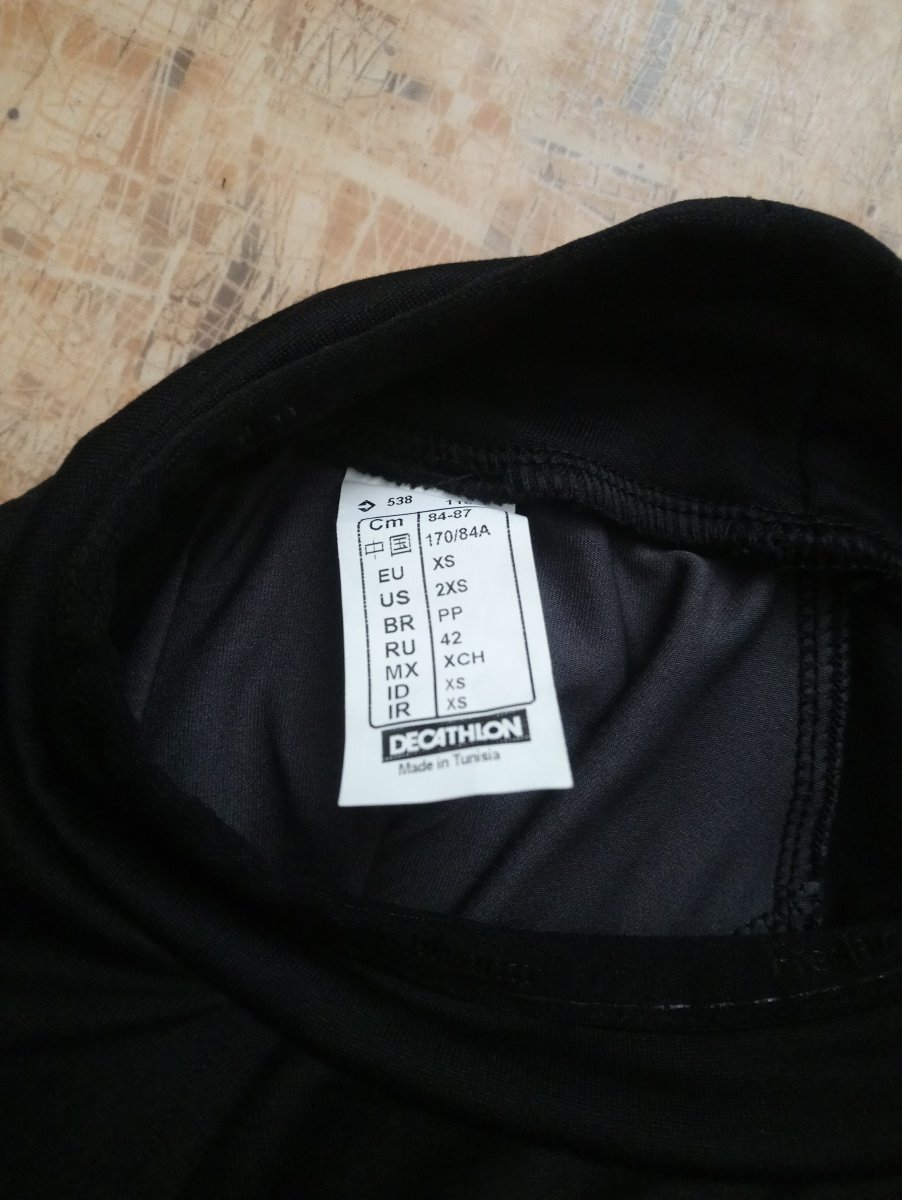 538
Cm 84-87
中国 170/84A
EU XS
US 2XS
BR PP
RU 42
MX XCH
ID XS
IR XS
DECATHLON
Made in Tunisia